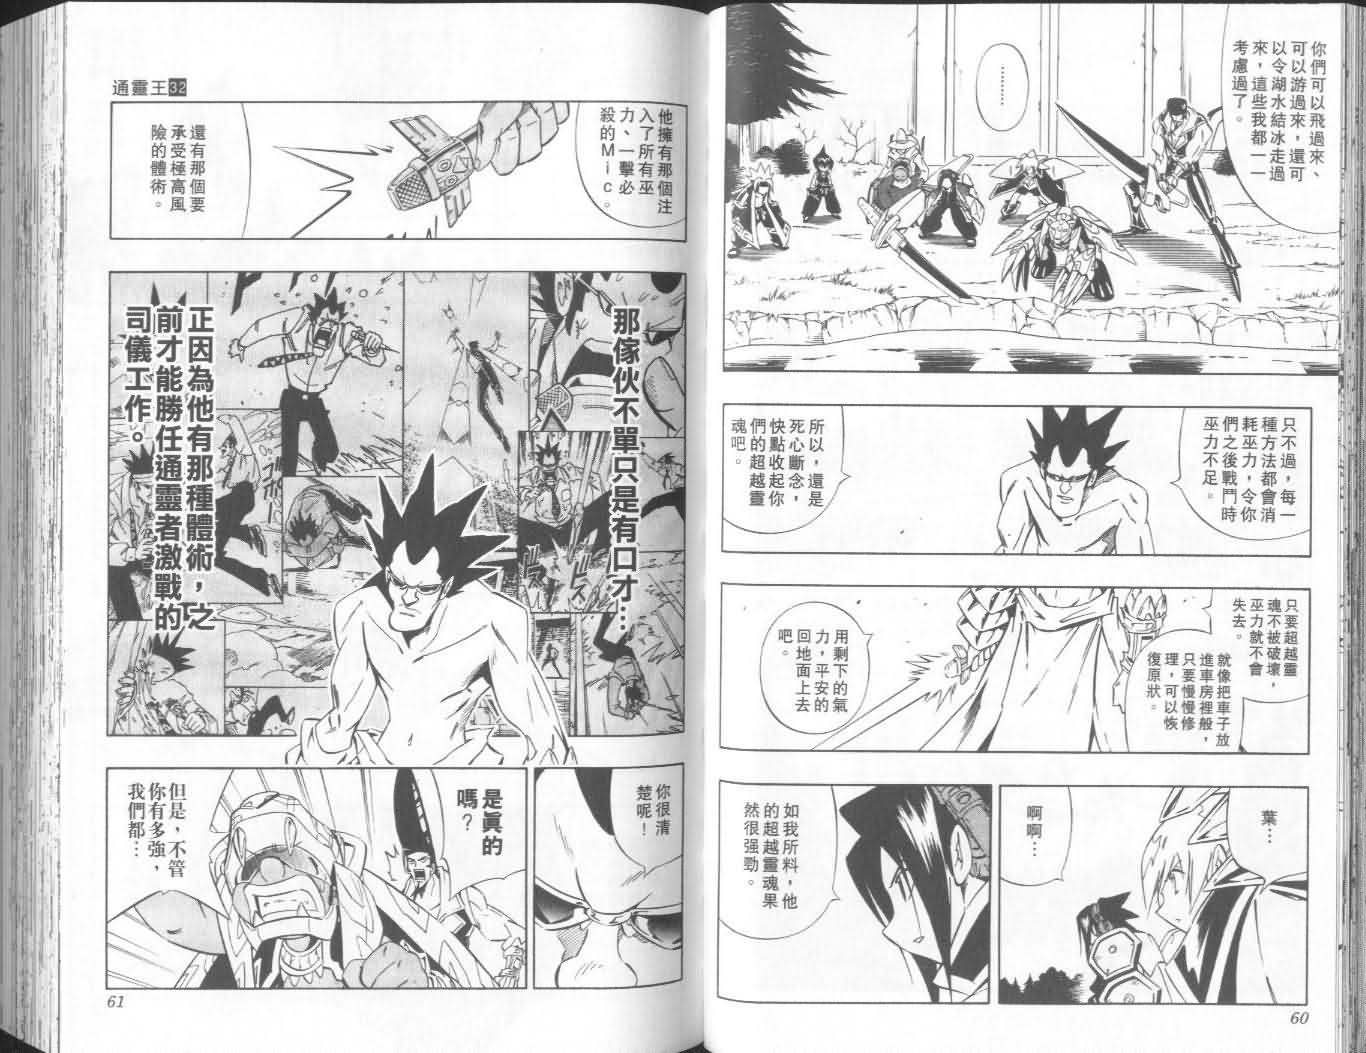 你們可以飛過來、
可以游過來，還可
以令湖水結冰走過
來，這些我都一一
考慮過了。
………
只不過，每一
種方法都會消
耗巫力，令你
們之後戰鬥時
巫力不足。
所以，還是
死心斷念，
快點收起你
們的超越靈
魂吧。
只要超越靈
魂不被破壞，
巫力就不會
失去。
就像把車子放
進車房裡般，
只要慢慢修
理，可以恢
復原狀。
用剩下的氣
力，平安的
回地面上去
吧。
葉…
啊啊…
如我所料，他
的超越靈魂果
然很强勁。
60
通靈王32
他擁有那個注
入了所有巫
力、一擊必
殺的Mic。
還有那個要
承受極高風
險的體術。
那傢伙不單只是有口才…
正因為他有那種體術，之
前才能勝任通靈者激戰的
司儀工作。
你很清
楚呢！
是真的
嗎？
但是，不管
你有多強，
我們都…
61